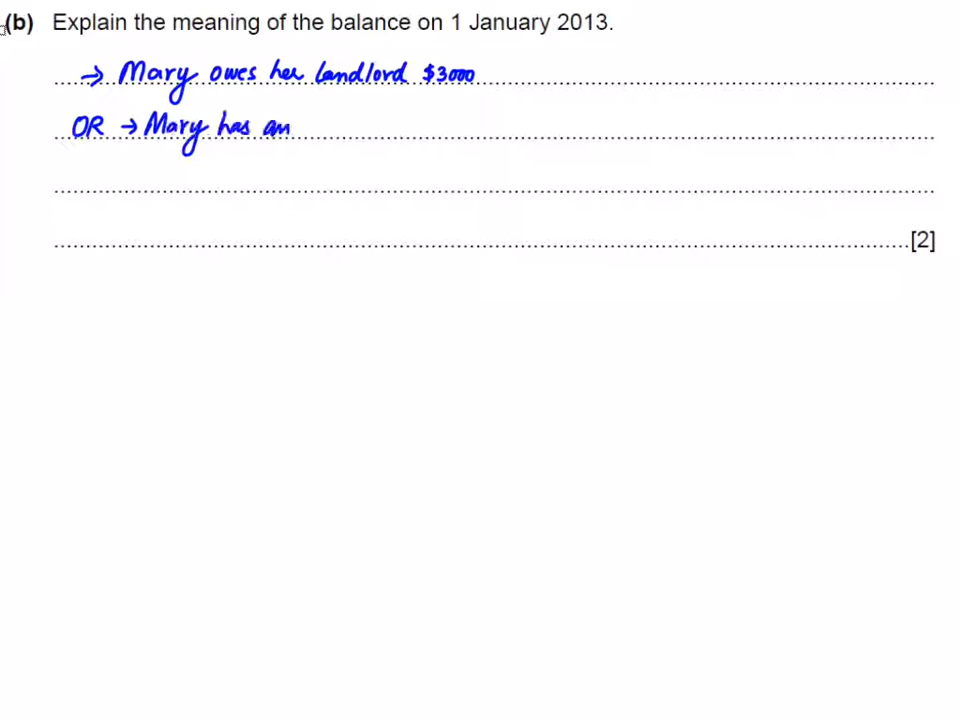 (b) Explain the meaning of the balance on 1 January 2013.
→ Mary owes her landlord $3000
OR → Mary has an
[2]